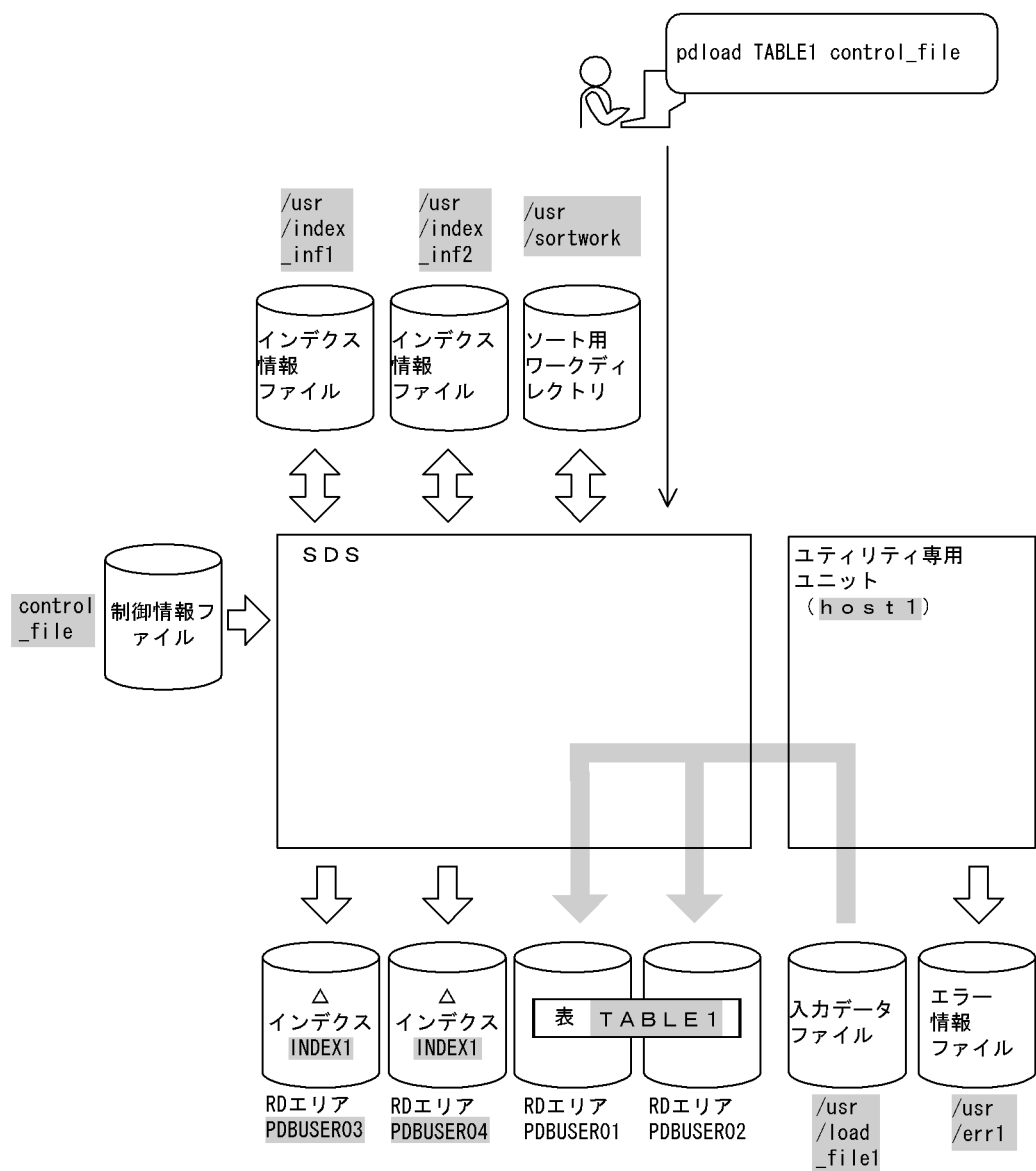 pdload TABLE1 control_file
/usr
/index
_inf1
/usr
/index
_inf2
/usr
/sortwork
インデクス
情報
ファイル
インデクス
情報
ファイル
ソート用
ワークディ
レクトリ
control
_file
制御情報フ
ァイル
ＳＤＳ
ユティリティ専用
ユニット
（ｈｏｓｔ１）
△
インデクス
INDEX1
△
インデクス
INDEX1
表 ＴＡＢＬＥ１
入力データ
ファイル
エラー
情報
ファイル
RDエリア
PDBUSER03
RDエリア
PDBUSER04
RDエリア
PDBUSER01
RDエリア
PDBUSER02
/usr
/load
_file1
/usr
/err1